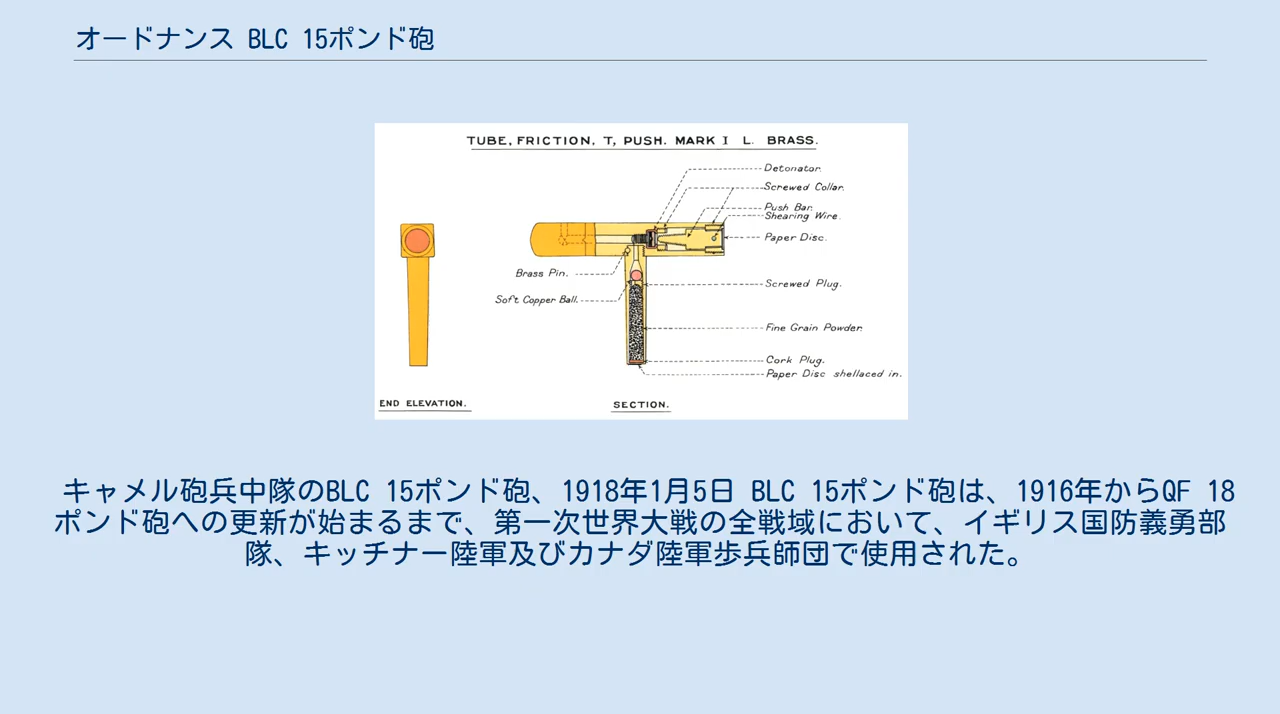 オードナンス BLC 15ポンド砲
TUBE, FRICTION, T, PUSH. MARK I L. BRASS.
Detonator.
Screwed Collar.
Push Bar.
Shearing Wire.
Paper Disc.
Brass Pin.
Screwed Plug.
Soft Copper Ball.
Fine Grain Powder.
Cork Plug.
Paper Disc shellaced in.
END ELEVATION.
SECTION.
キャメル砲兵中隊のBLC 15ポンド砲、1918年1月5日 BLC 15ポンド砲は、1916年からQF 18
ポンド砲への更新が始まるまで、第一次世界大戦の全戦域において、イギリス国防義勇部
隊、キッチナー陸軍及びカナダ陸軍歩兵師団で使用された。